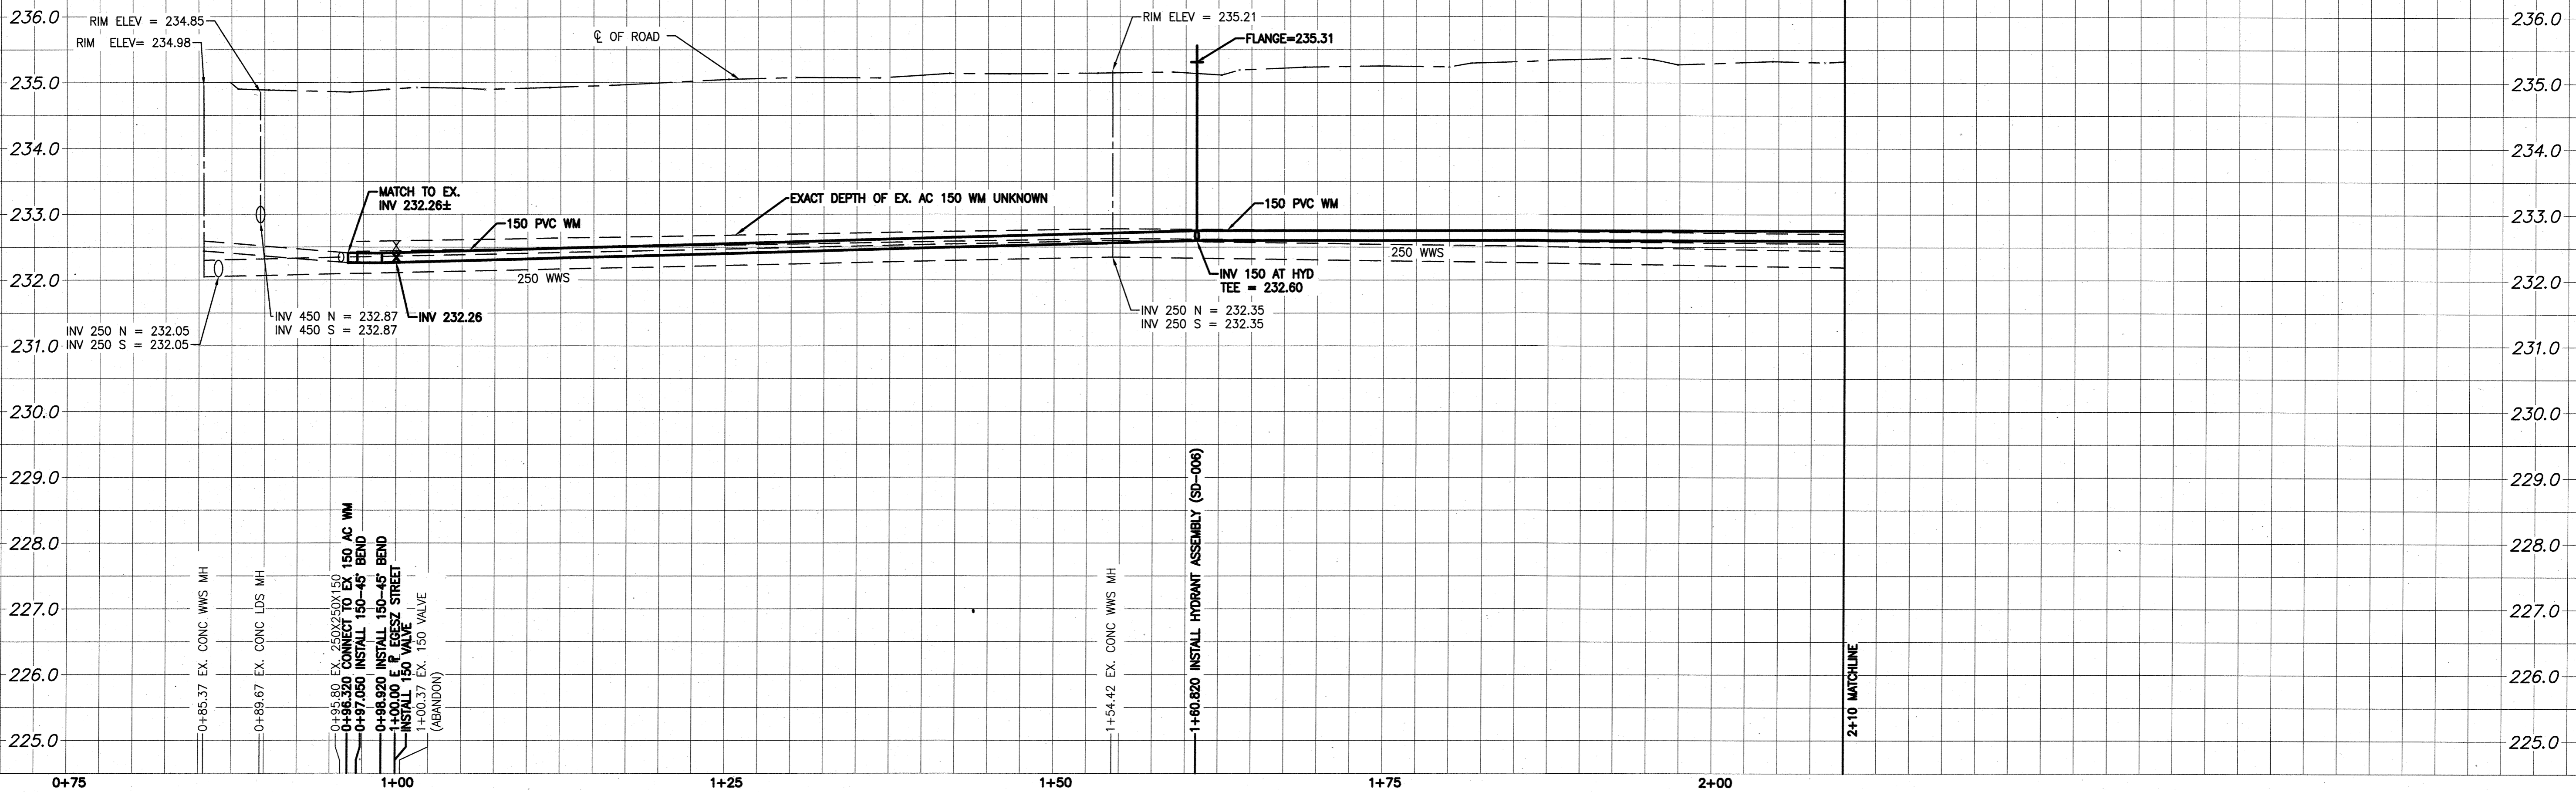 236.0
RIM ELEV = 234.85
RIM ELEV= 234.98
℄ OF ROAD
RIM ELEV = 235.21
FLANGE=235.31
236.0
235.0
235.0
234.0
234.0
MATCH TO EX.
INV 232.26±
EXACT DEPTH OF EX. AC 150 WM UNKNOWN
150 PVC WM
150 PVC WM
233.0
233.0
250 WWS
250 WWS
232.0
232.0
INV 150 AT HYD
TEE = 232.60
INV 450 N = 232.87
INV 450 S = 232.87
INV 232.26
INV 250 N = 232.35
INV 250 S = 232.35
INV 250 N = 232.05
INV 250 S = 232.05
231.0
231.0
230.0
230.0
229.0
229.0
228.0
228.0
227.0
227.0
226.0
226.0
225.0
225.0
0+85.37 EX. CONC WWS MH
0+89.67 EX. CONC LDS MH
0+95.80 EX. 250X250X150
0+96.320 CONNECT TO EX 150 AC WM
0+97.050 INSTALL 150-45° BEND
0+98.920 INSTALL 150-45° BEND
1+00.00 E ℙ EGESZ STREET
INSTALL 150 VALVE
1+00.37 EX. 150 VALVE
(ABANDON)
1+54.42 EX. CONC WWS MH
1+60.820 INSTALL HYDRANT ASSEMBLY (SD-006)
2+10 MATCHLINE
0+75
1+00
1+25
1+50
1+75
2+00